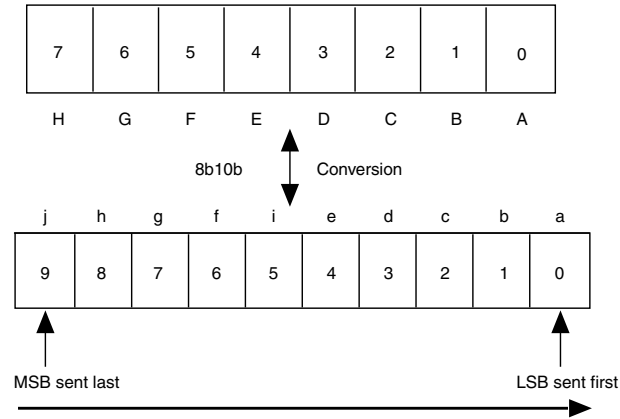 7 6 5 4 3 2 1 0
H G F E D C B A
8b10b Conversion
j h g f i e d c b a
9 8 7 6 5 4 3 2 1 0
MSB sent last LSB sent first